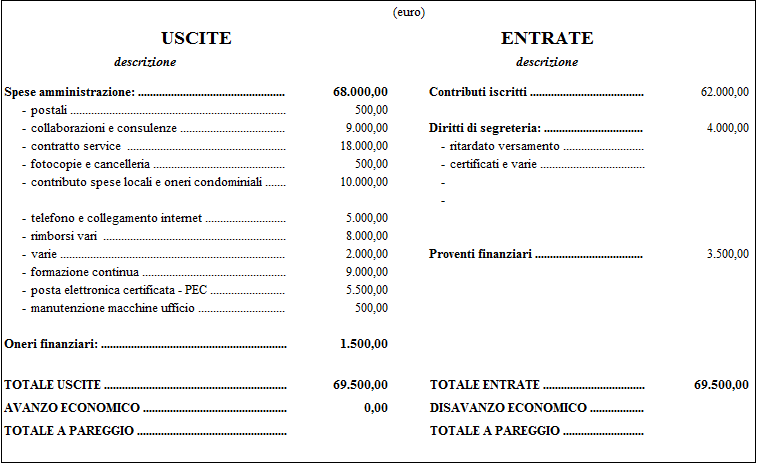 (euro)
USCITE ENTRATE
descrizione descrizione
Spese amministrazione: ................................................. 68.000,00 Contributi iscritti ...................................... 62.000,00
- postali ........................................................................ 500,00
- collaborazioni e consulenze ................................... 9.000,00 Diritti di segreteria: ................................. 4.000,00
- contratto service ..................................................... 18.000,00 - ritardato versamento ...........................
- fotocopie e cancelleria ............................................ 500,00 - certificati e varie ...................................
- contributo spese locali e oneri condominiali ....... 10.000,00 -
-
- telefono e collegamento internet ........................... 5.000,00
- rimborsi vari ............................................................. 8.000,00
- varie ........................................................................... 2.000,00 Proventi finanziari .................................... 3.500,00
- formazione continua ................................................ 9.000,00
- posta elettronica certificata - PEC ......................... 5.500,00
- manutenzione macchine ufficio ............................. 500,00
Oneri finanziari: .............................................................. 1.500,00
TOTALE USCITE ............................................................. 69.500,00 TOTALE ENTRATE .................................. 69.500,00
AVANZO ECONOMICO ................................................ 0,00 DISAVANZO ECONOMICO ..................
TOTALE A PAREGGIO .................................................. TOTALE A PAREGGIO ...........................